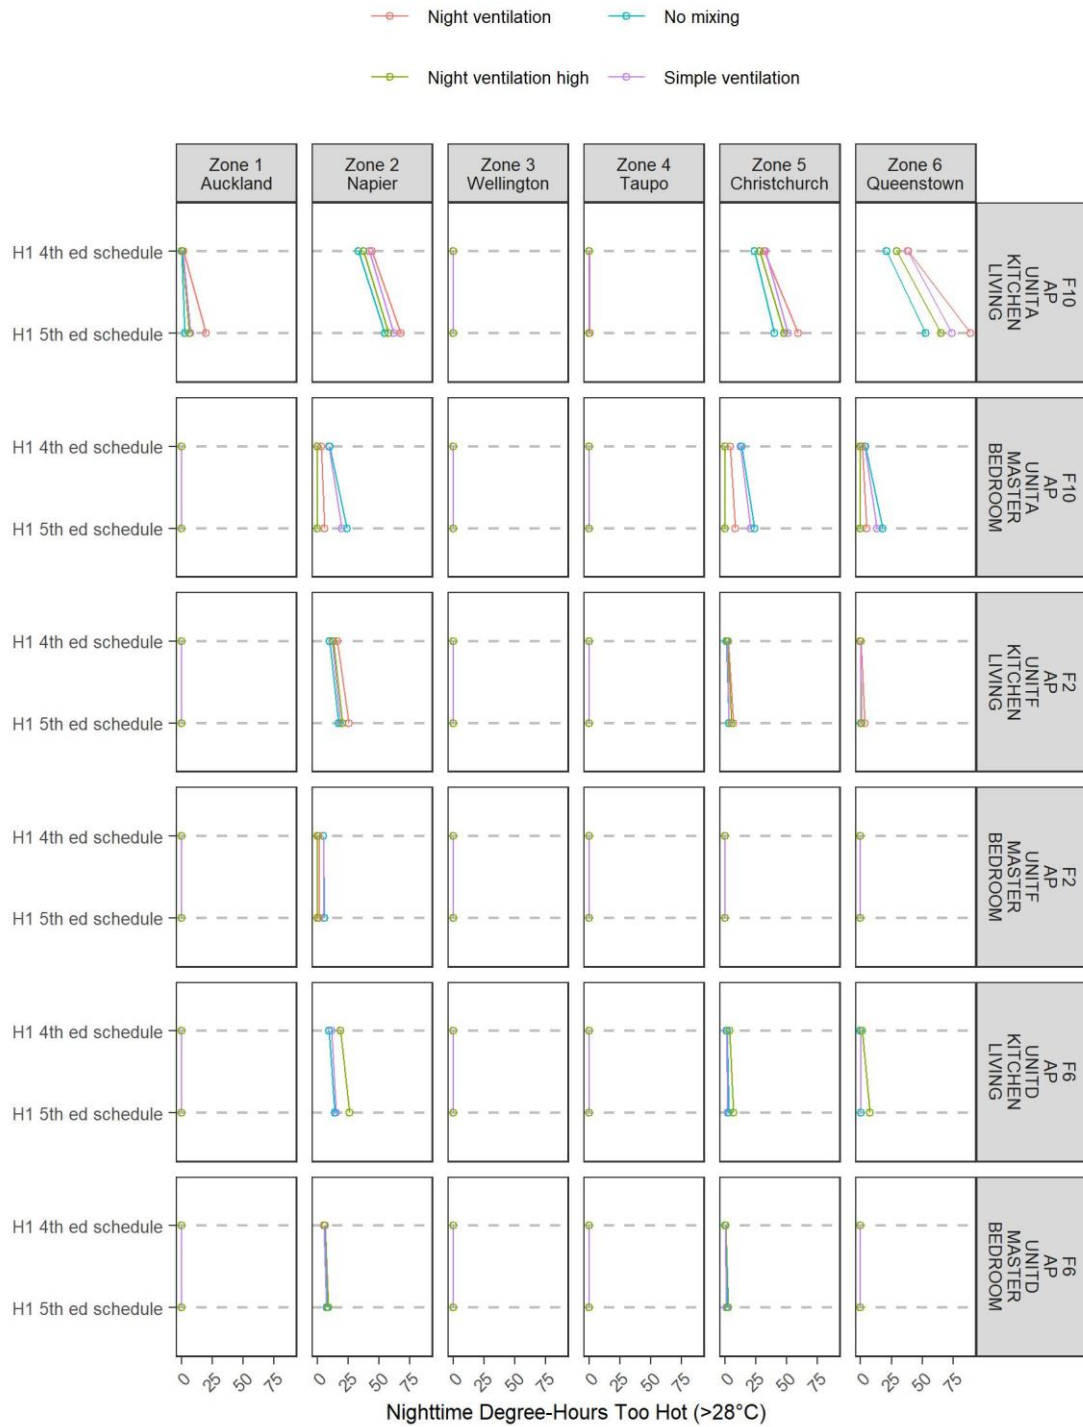 Night ventilation
No mixing
Night ventilation high
Simple ventilation
Zone 1
Auckland
Zone 2
Napier
Zone 3
Wellington
Zone 4
Taupo
Zone 5
Christchurch
Zone 6
Queenstown
H1 4th ed schedule
H1 5th ed schedule
F10
UNITA
AP
KITCHEN
LIVING
H1 4th ed schedule
H1 5th ed schedule
F10
UNITA
AP
MASTER
BEDROOM
H1 4th ed schedule
H1 5th ed schedule
F2
UNITF
AP
KITCHEN
LIVING
H1 4th ed schedule
H1 5th ed schedule
F2
UNITF
AP
MASTER
BEDROOM
H1 4th ed schedule
H1 5th ed schedule
F6
UNITD
AP
KITCHEN
LIVING
H1 4th ed schedule
H1 5th ed schedule
F6
UNITD
AP
MASTER
BEDROOM
0 25 50 75 0 25 50 75 0 25 50 75 0 25 50 75 0 25 50 75 0 25 50 75
Nighttime Degree-Hours Too Hot (>28°C)